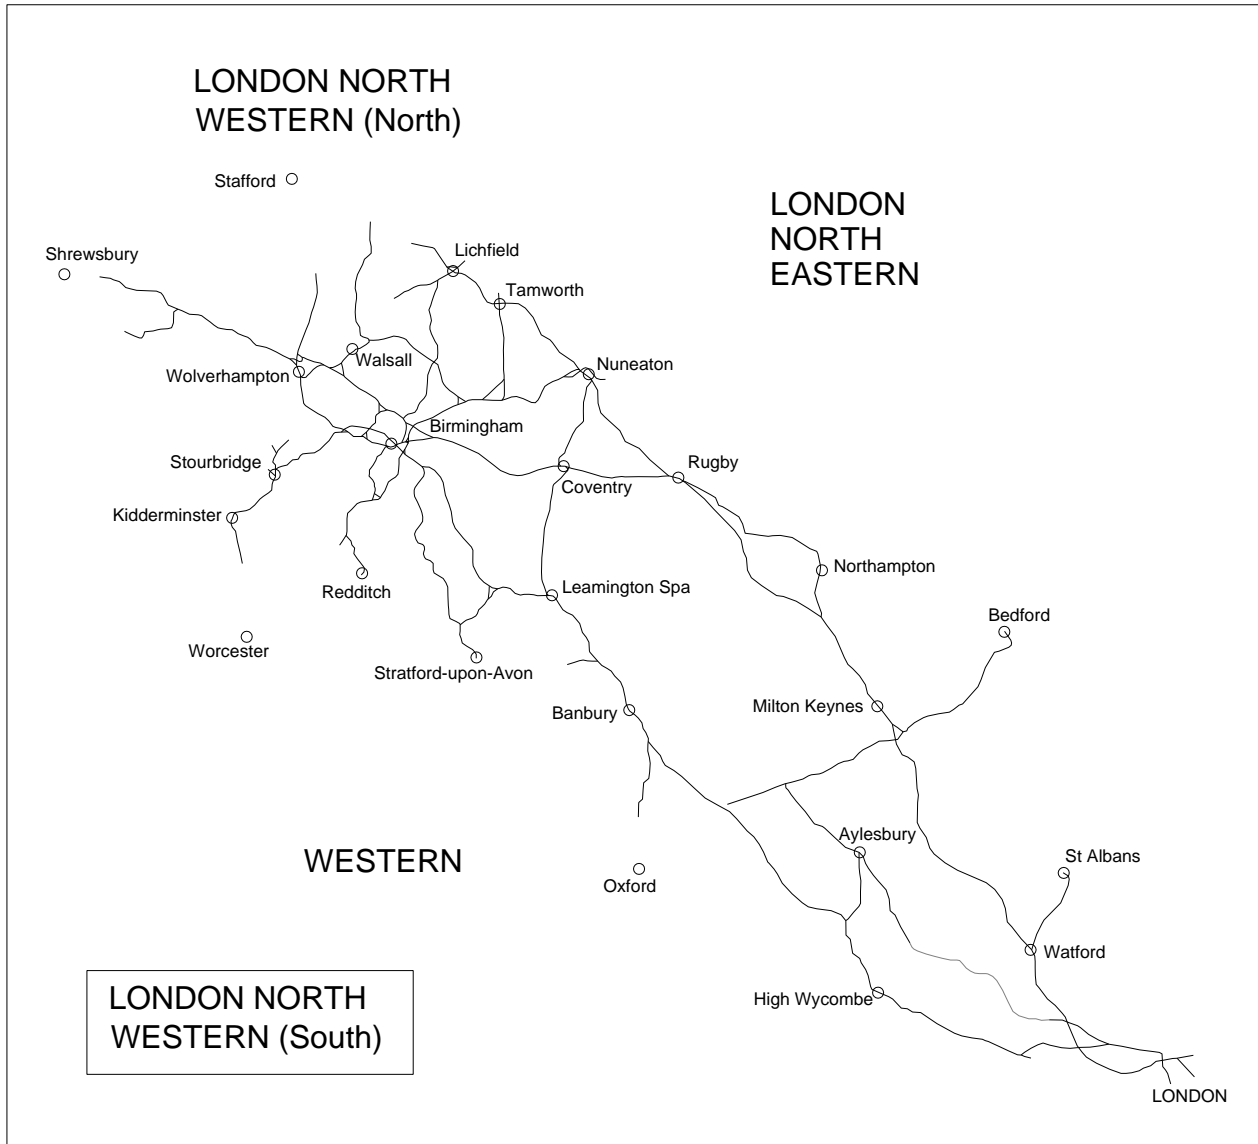 LONDON NORTH
WESTERN (North)
Stafford
LONDON
NORTH
EASTERN
Shrewsbury
Lichfield
Tamworth
Walsall
Nuneaton
Wolverhampton
Birmingham
Stourbridge
Rugby
Coventry
Kidderminster
Northampton
Redditch
Leamington Spa
Bedford
Worcester
Stratford-upon-Avon
Milton Keynes
Banbury
Aylesbury
St Albans
WESTERN
Oxford
Watford
High Wycombe
LONDON NORTH
WESTERN (South)
LONDON